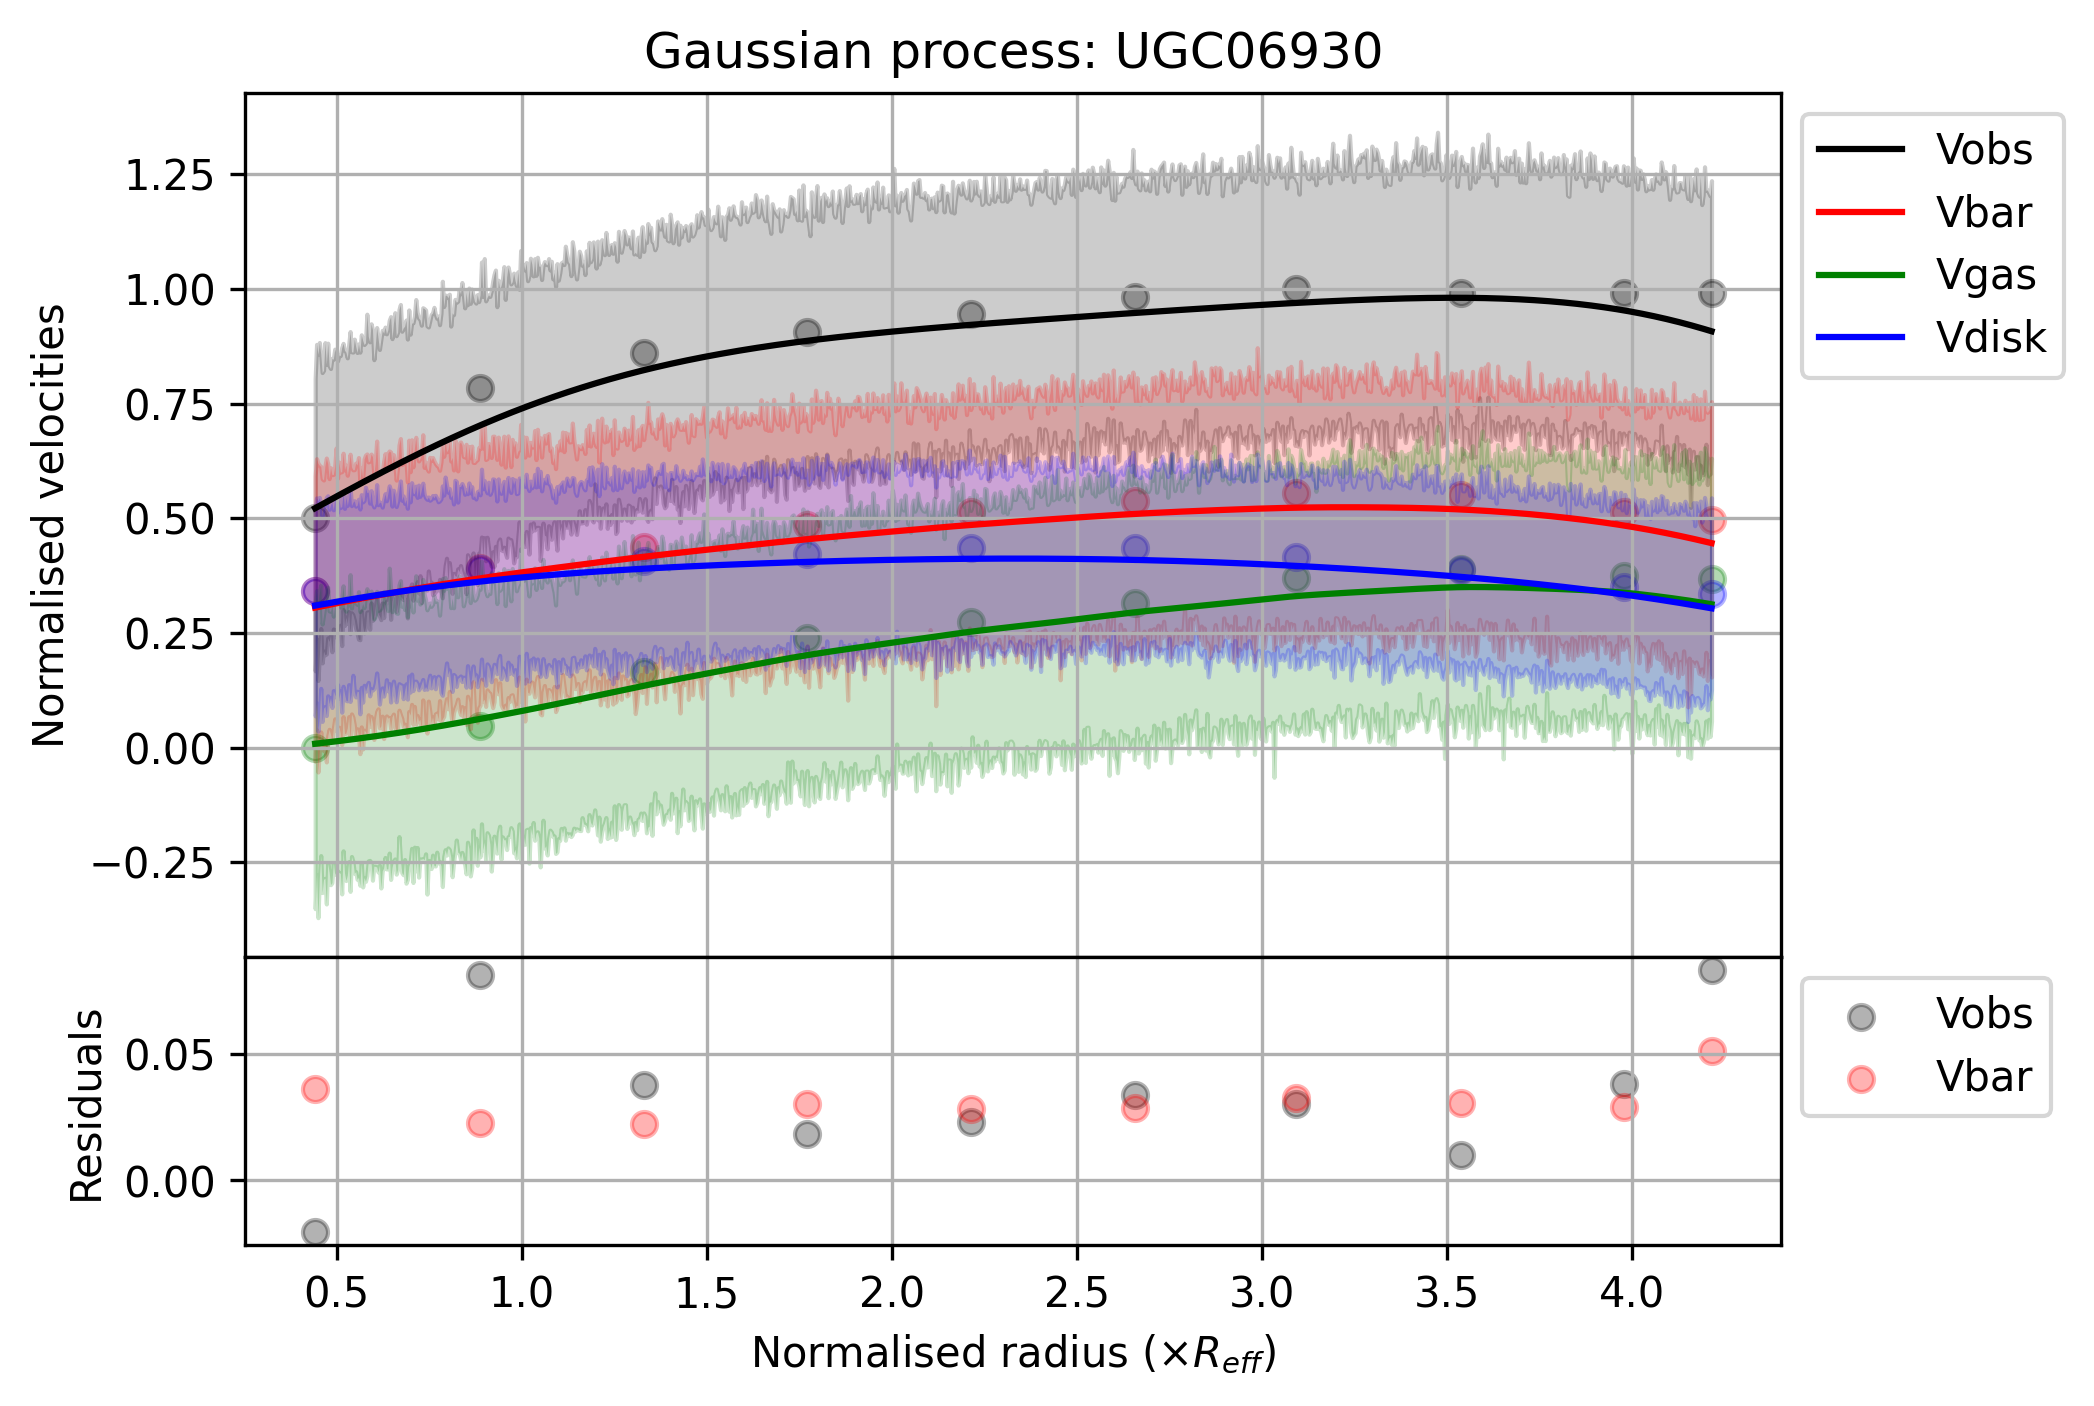 Gaussian process: UGC06930
Normalised velocities
1.25
1.00
0.75
0.50
0.25
0.00
−0.25
Vobs
Vbar
Vgas
Vdisk
Residuals
0.05
0.00
Vobs
Vbar
0.5 1.0 1.5 2.0 2.5 3.0 3.5 4.0
Normalised radius (×R_eff)